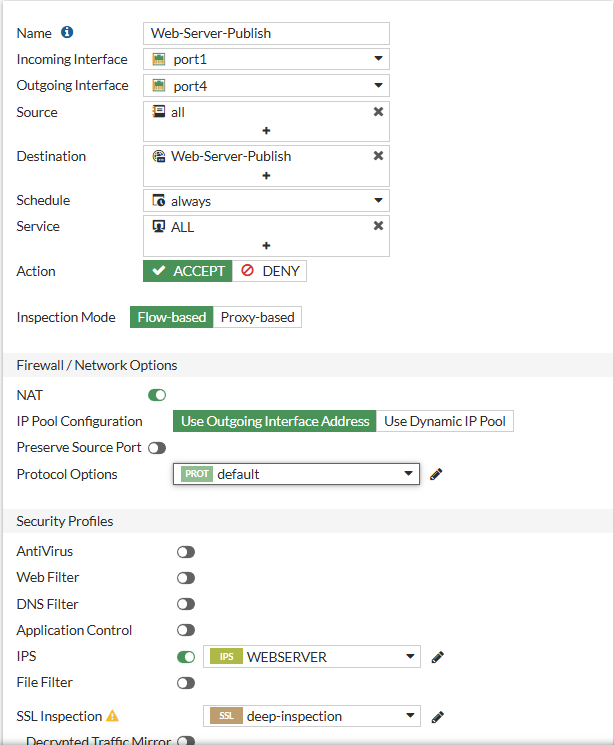 Name Web-Server-Publish
Incoming Interface port1
Outgoing Interface port4
Source all
+
Destination Web-Server-Publish
+
Schedule always
Service ALL
+
Action ACCEPT DENY
Inspection Mode Flow-based Proxy-based
Firewall / Network Options
NAT
IP Pool Configuration Use Outgoing Interface Address Use Dynamic IP Pool
Preserve Source Port
Protocol Options PROT default
Security Profiles
AntiVirus
Web Filter
DNS Filter
Application Control
IPS IPS WEBSERVER
File Filter
SSL Inspection SSL deep-inspection
Decrypted Traffic Mirror